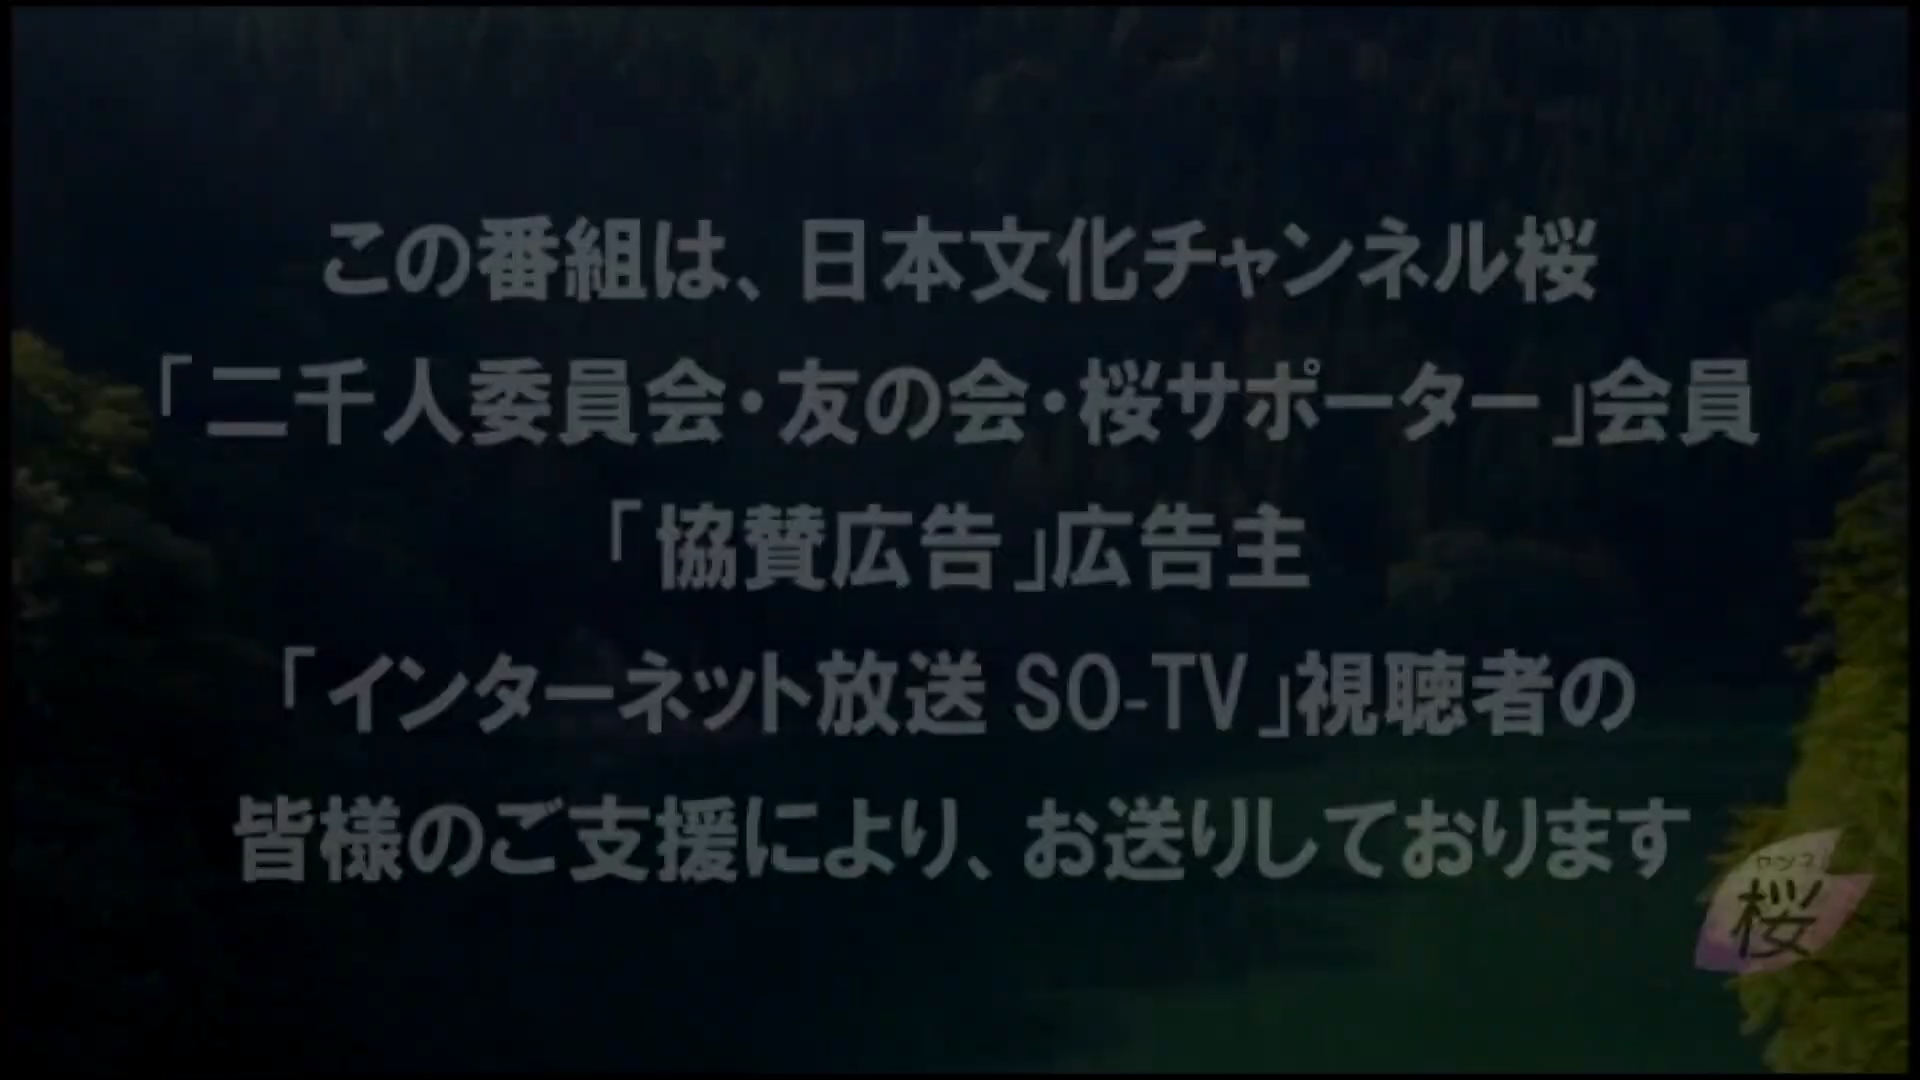 この番組は、日本文化チャンネル桜
「二千人委員会・友の会・桜サポーター」会員
「協賛広告」広告主
「インターネット放送 SO-TV」視聴者の
皆様のご支援により、お送りしております
桜